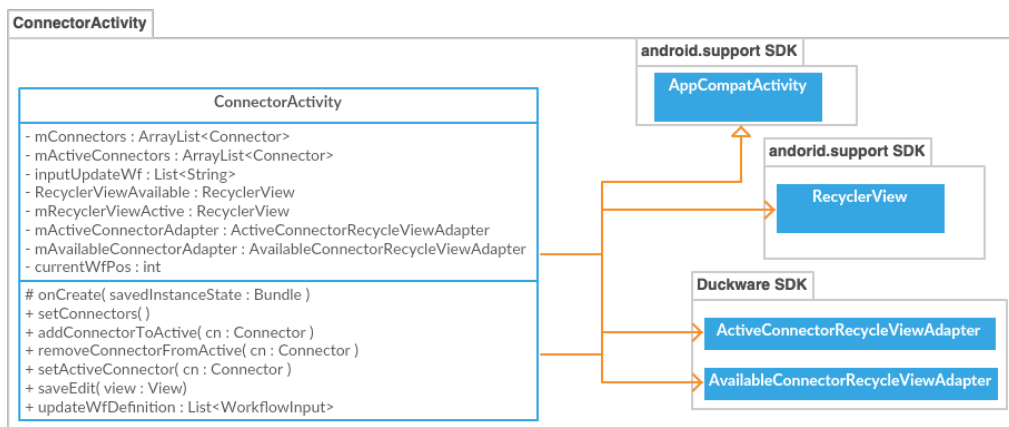 ConnectorActivity
android.support SDK
AppCompatActivity
ConnectorActivity
- mConnectors : ArrayList<Connector>
- mActiveConnectors : ArrayList<Connector>
- inputUpdateWf : List<String>
- RecyclerViewAvailable : RecyclerView
- mRecyclerViewActive : RecyclerView
- mActiveConnectorAdapter : ActiveConnectorRecycleViewAdapter
- mAvailableConnectorAdapter : AvailableConnectorRecycleViewAdapter
- currentWfPos : int
# onCreate( savedInstanceState : Bundle )
+ setConnectors( )
+ addConnectorToActive( cn : Connector )
+ removeConnectorFromActive( cn : Connector )
+ setActiveConnector( cn : Connector )
+ saveEdit( view : View)
+ updateWfDefinition : List<WorkflowInput>
andorid.support SDK
RecyclerView
Duckware SDK
ActiveConnectorRecycleViewAdapter
AvailableConnectorRecycleViewAdapter